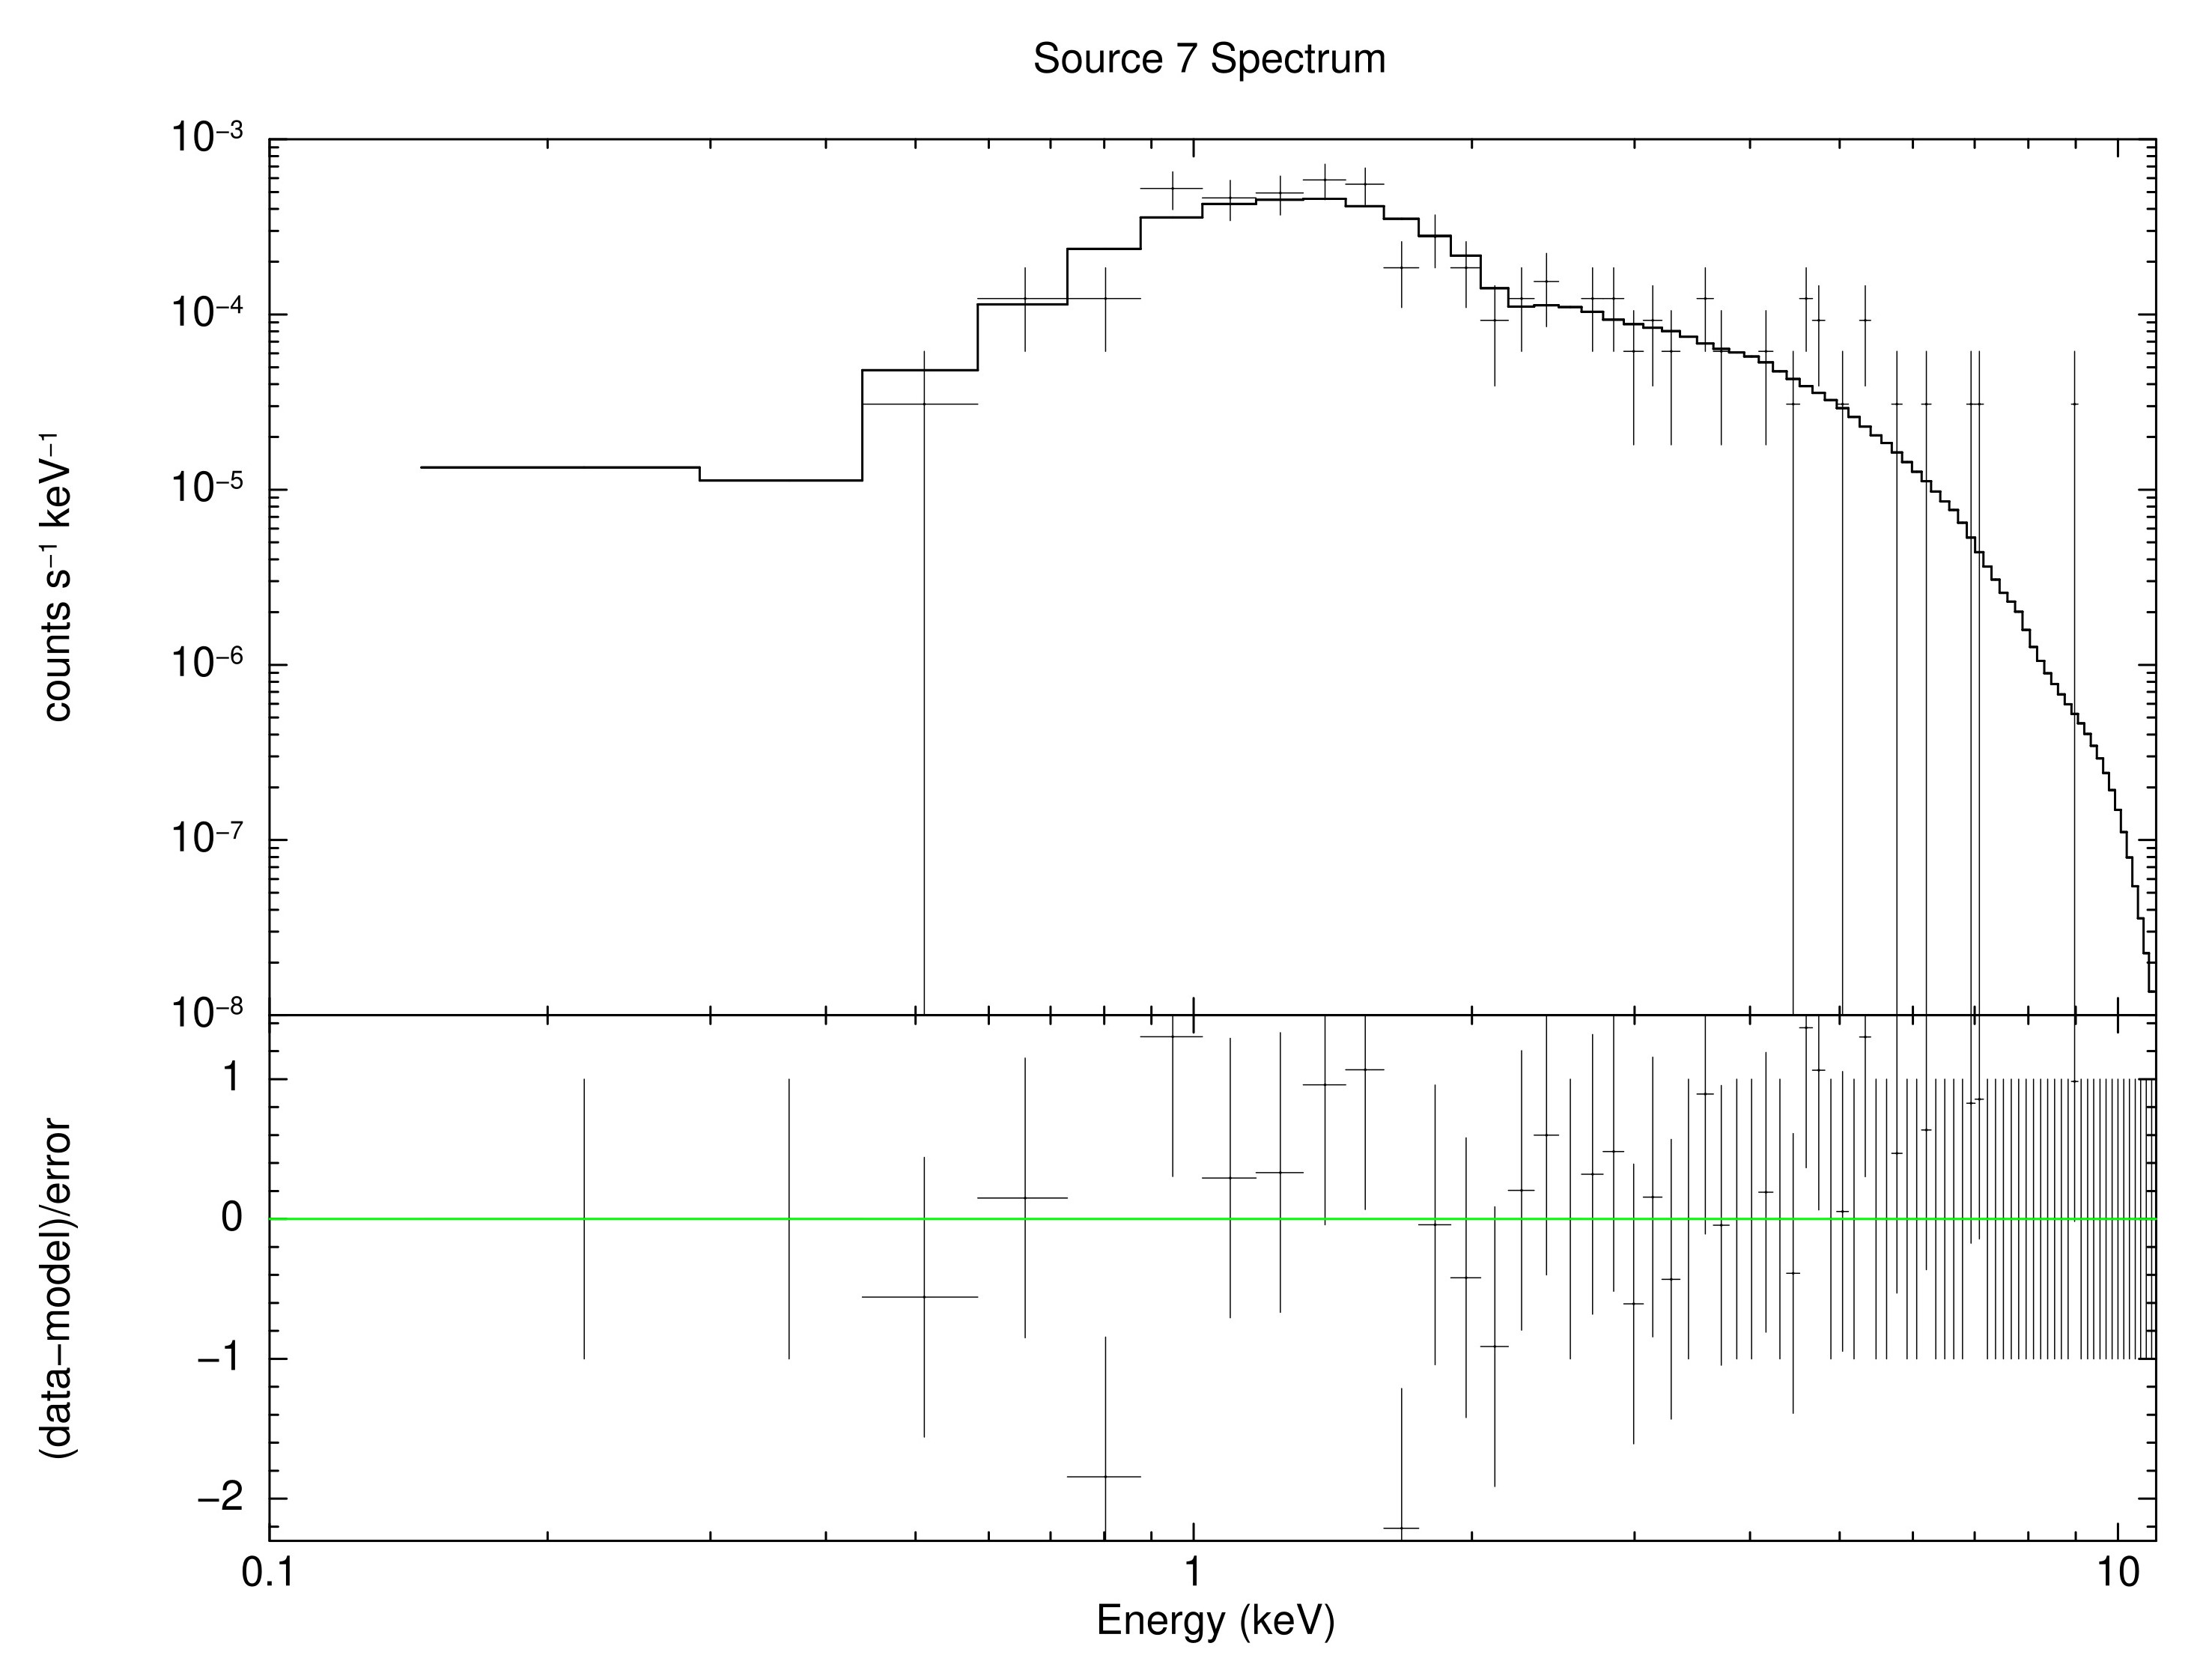 Source 7 Spectrum
10⁻³
10⁻⁴
10⁻⁵
10⁻⁶
10⁻⁷
10⁻⁸
counts s⁻¹ keV⁻¹
1
0
−1
−2
(data−model)/error
0.1 1 10
Energy (keV)